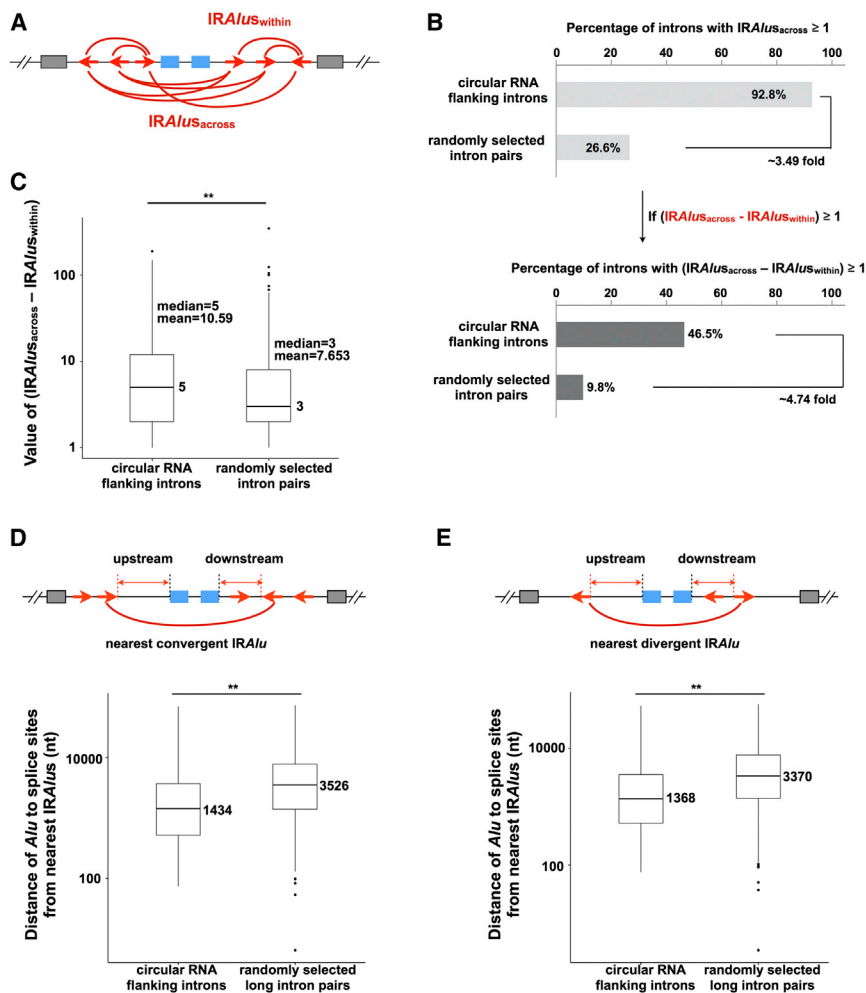 A
IRAlus within
IRAlus across
B
Percentage of introns with IRAlus across ≥ 1
0 20 40 60 80 100
circular RNA
flanking introns
92.8%
randomly selected
intron pairs
26.6%
~3.49 fold
If (IRAlus across - IRAlus within) ≥ 1
Percentage of introns with (IRAlus across – IRAlus within) ≥ 1
0 20 40 60 80 100
circular RNA
flanking introns
46.5%
randomly selected
intron pairs
9.8%
~4.74 fold
C
**
Value of (IRAlus across – IRAlus within)
100
10
1
median=5
mean=10.59
5
median=3
mean=7.653
3
circular RNA
flanking introns
randomly selected
intron pairs
D
upstream
downstream
nearest convergent IRAlu
**
Distance of Alu to splice sites
from nearest IRAlus (nt)
10000
100
1434
3526
circular RNA
flanking introns
randomly selected
long intron pairs
E
upstream
downstream
nearest divergent IRAlu
**
Distance of Alu to splice sites
from nearest IRAlus (nt)
10000
100
1368
3370
circular RNA
flanking introns
randomly selected
long intron pairs